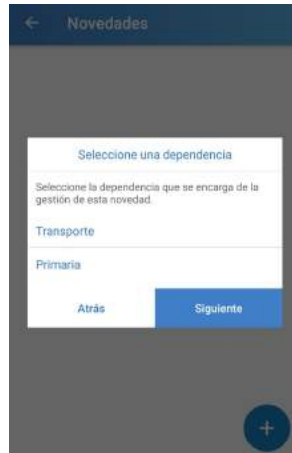 ← Novedades
Seleccione una dependencia
Seleccione la dependencia que se encarga de la
gestión de esta novedad.
Transporte
Primaria
Atrás
Siguiente
+